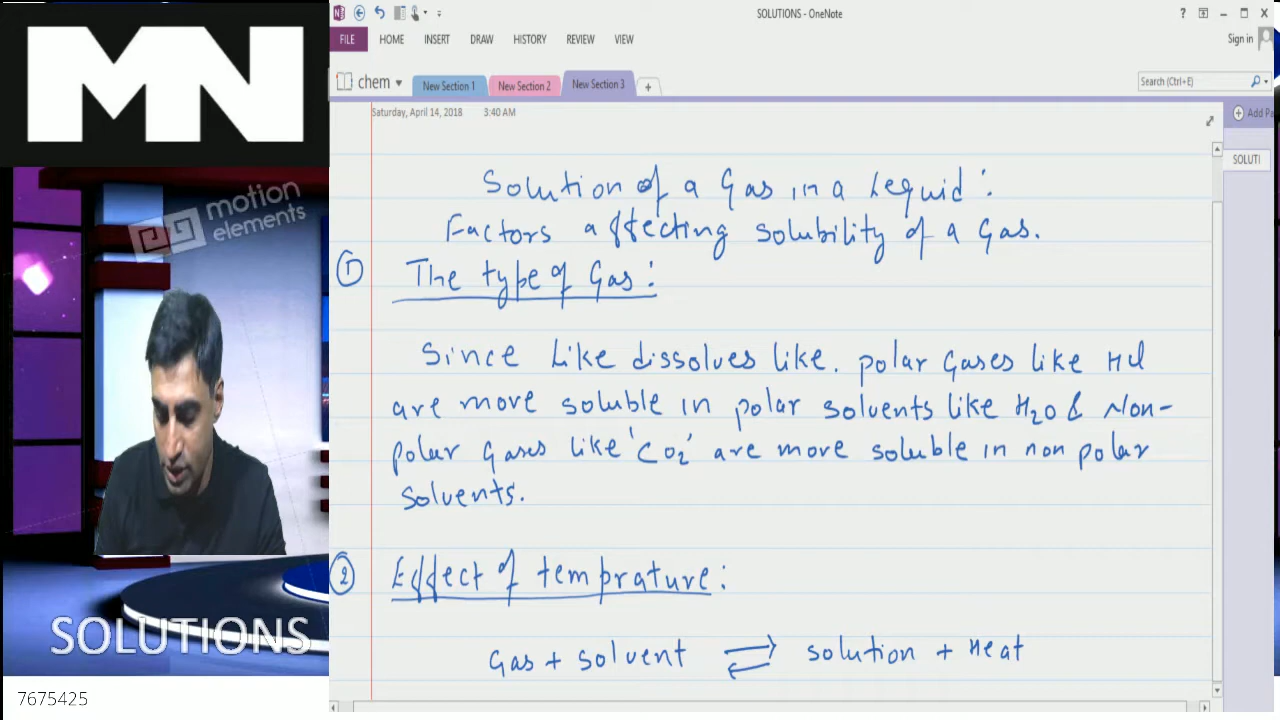 MN
motion
elements
SOLUTIONS
7675425
SOLUTIONS - OneNote
?
FILE HOME INSERT DRAW HISTORY REVIEW VIEW
Sign in
chem New Section 1 New Section 2 New Section 3 +
Search (Ctrl+E)
Saturday, April 14, 2018 3:40 AM
Add Pa
SOLUTI
Solution of a Gas in a Lequid:
Factors affecting solubility of a Gas.
① The type of Gas:
Since Like dissolves like. polar Gases like HCl
are more soluble in polar solvents like H₂O & Non-
polar Gases like 'CO₂' are more soluble in non polar
solvents.
② Effect of temprature:
Gas + solvent ⇌ solution + Heat